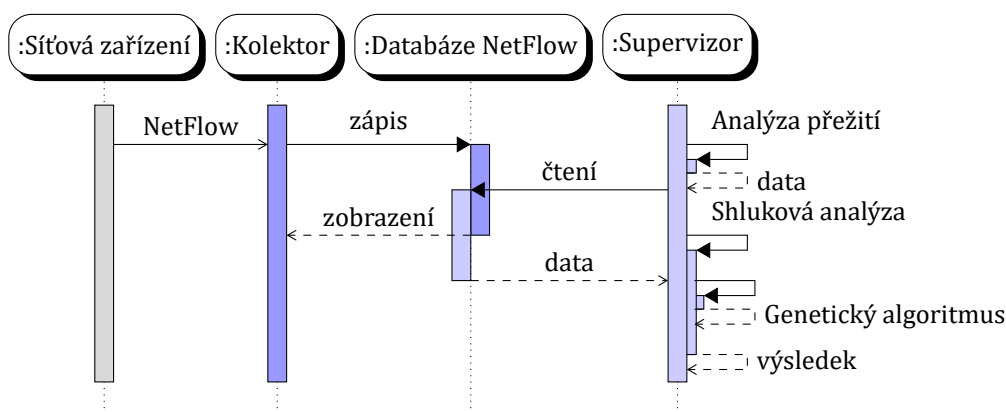 :Síťová zařízení
:Kolektor
:Databáze NetFlow
:Supervizor
NetFlow
zápis
Analýza přežití
čtení
data
Shluková analýza
zobrazení
data
Genetický algoritmus
výsledek